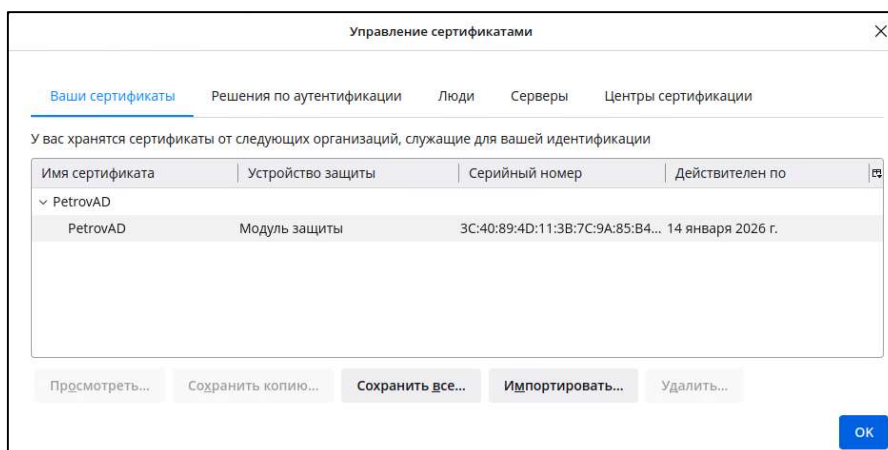 Управление сертификатами
Ваши сертификаты Решения по аутентификации Люди Серверы Центры сертификации
У вас хранятся сертификаты от следующих организаций, служащие для вашей идентификации
Имя сертификата Устройство защиты Серийный номер Действителен по
PetrovAD
PetrovAD Модуль защиты 3C:40:89:4D:11:3B:7C:9A:85:B4... 14 января 2026 г.
Просмотреть... Сохранить копию... Сохранить все... Импортировать... Удалить...
OK